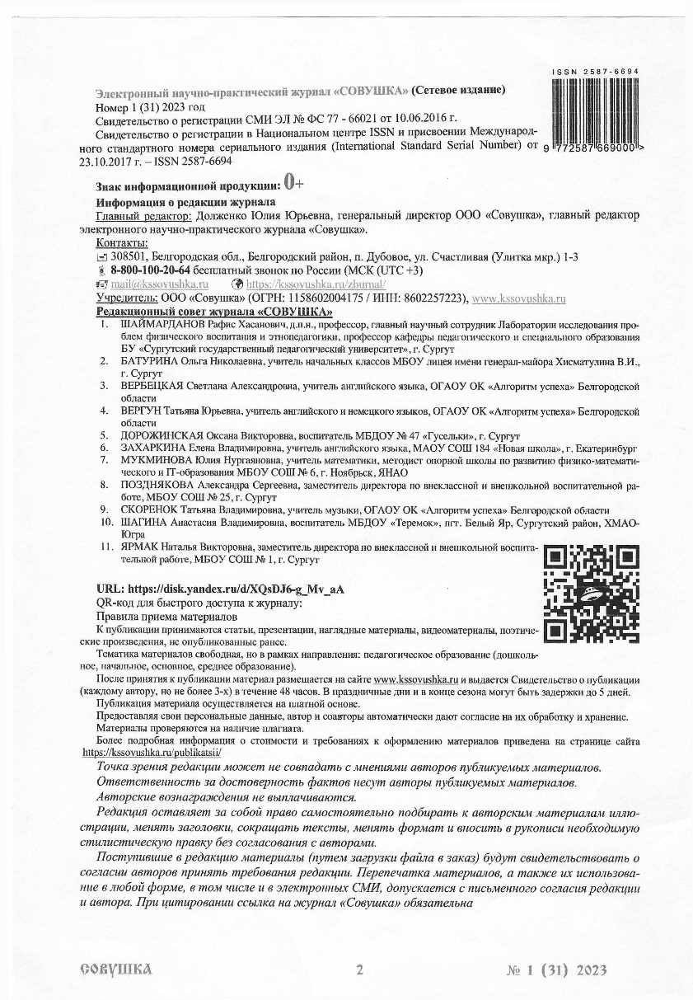 ISSN 2587-6694
9 772587 669000 >
Электронный научно-практический журнал «СОВУШКА» (Сетевое издание)
Номер 1 (31) 2023 год
Свидетельство о регистрации СМИ ЭЛ № ФС 77 - 66021 от 10.06.2016 г.
Свидетельство о регистрации в Национальном центре ISSN и присвоении Международ-
ного стандартного номера сериального издания (International Standard Serial Number) от
23.10.2017 г. – ISSN 2587-6694
Знак информационной продукции: 0+
Информация о редакции журнала
Главный редактор: Долженко Юлия Юрьевна, генеральный директор ООО «Совушка», главный редактор
электронного научно-практического журнала «Совушка».
Контакты:
308501, Белгородская обл., Белгородский район, п. Дубовое, ул. Счастливая (Улитка мкр.) 1-3
8-800-100-20-64 бесплатный звонок по России (МСК (UTC +3)
mail@kssovushka.ru https://kssovushka.ru/zhurnal/
Учредитель: ООО «Совушка» (ОГРН: 1158602004175 / ИНН: 8602257223), www.kssovushka.ru
Редакционный совет журнала «СОВУШКА»
1. ШАЙМАРДАНОВ Рафис Хасанович, д.п.н., профессор, главный научный сотрудник Лаборатории исследования про-
блем физического воспитания и этнопедагогики, профессор кафедры педагогического и специального образования
БУ «Сургутский государственный педагогический университет», г. Сургут
2. БАТУРИНА Ольга Николаевна, учитель начальных классов МБОУ лицея имени генерал-майора Хисматулина В.И.,
г. Сургут
3. ВЕРБЕЦКАЯ Светлана Александровна, учитель английского языка, ОГАОУ ОК «Алгоритм успеха» Белгородской
области
4. ВЕРГУН Татьяна Юрьевна, учитель английского и немецкого языков, ОГАОУ ОК «Алгоритм успеха» Белгородской
области
5. ДОРОЖИНСКАЯ Оксана Викторовна, воспитатель МБДОУ № 47 «Гусельки», г. Сургут
6. ЗАХАРКИНА Елена Владимировна, учитель английского языка, МАОУ СОШ 184 «Новая школа», г. Екатеринбург
7. МУКМИНОВА Юлия Нургаяновна, учитель математики, методист опорной школы по развитию физико-математи-
ческого и IT-образования МБОУ СОШ № 6, г. Ноябрьск, ЯНАО
8. ПОЗДНЯКОВА Александра Сергеевна, заместитель директора по внеклассной и внешкольной воспитательной ра-
боте, МБОУ СОШ № 25, г. Сургут
9. СКОРЕНОК Татьяна Владимировна, учитель музыки, ОГАОУ ОК «Алгоритм успеха» Белгородской области
10. ШАГИНА Анастасия Владимировна, воспитатель МБДОУ «Теремок», пгт. Белый Яр, Сургутский район, ХМАО-
Югра
11. ЯРМАК Наталья Викторовна, заместитель директора по внеклассной и внешкольной воспита-
тельной работе, МБОУ СОШ № 1, г. Сургут
URL: https://disk.yandex.ru/d/XQsDJ6-g_Mv_aA
QR-код для быстрого доступа к журналу:
Правила приема материалов
К публикации принимаются статьи, презентации, наглядные материалы, видеоматериалы, поэтиче-
ские произведения, не опубликованные ранее.
Тематика материалов свободная, но в рамках направления: педагогическое образование (дошколь-
ное, начальное, основное, среднее образование).
После принятия к публикации материал размещается на сайте www.kssovushka.ru и выдается Свидетельство о публикации
(каждому автору, но не более 3-х) в течение 48 часов. В праздничные дни и в конце сезона могут быть задержки до 5 дней.
Публикация материала осуществляется на платной основе.
Предоставляя свои персональные данные, автор и соавторы автоматически дают согласие на их обработку и хранение.
Материалы проверяются на наличие плагиата.
Более подробная информация о стоимости и требованиях к оформлению материалов приведена на странице сайта
https://kssovushka.ru/publikatsii/
Точка зрения редакции может не совпадать с мнениями авторов публикуемых материалов.
Ответственность за достоверность фактов несут авторы публикуемых материалов.
Авторские вознаграждения не выплачиваются.
Редакция оставляет за собой право самостоятельно подбирать к авторским материалам иллю-
страции, менять заголовки, сокращать тексты, менять формат и вносить в рукописи необходимую
стилистическую правку без согласования с авторами.
Поступившие в редакцию материалы (путем загрузки файла в заказ) будут свидетельствовать о
согласии авторов принять требования редакции. Перепечатка материалов, а также их использова-
ние в любой форме, в том числе и в электронных СМИ, допускается с письменного согласия редакции
и автора. При цитировании ссылка на журнал «Совушка» обязательна
СОВУШКА 2 № 1 (31) 2023